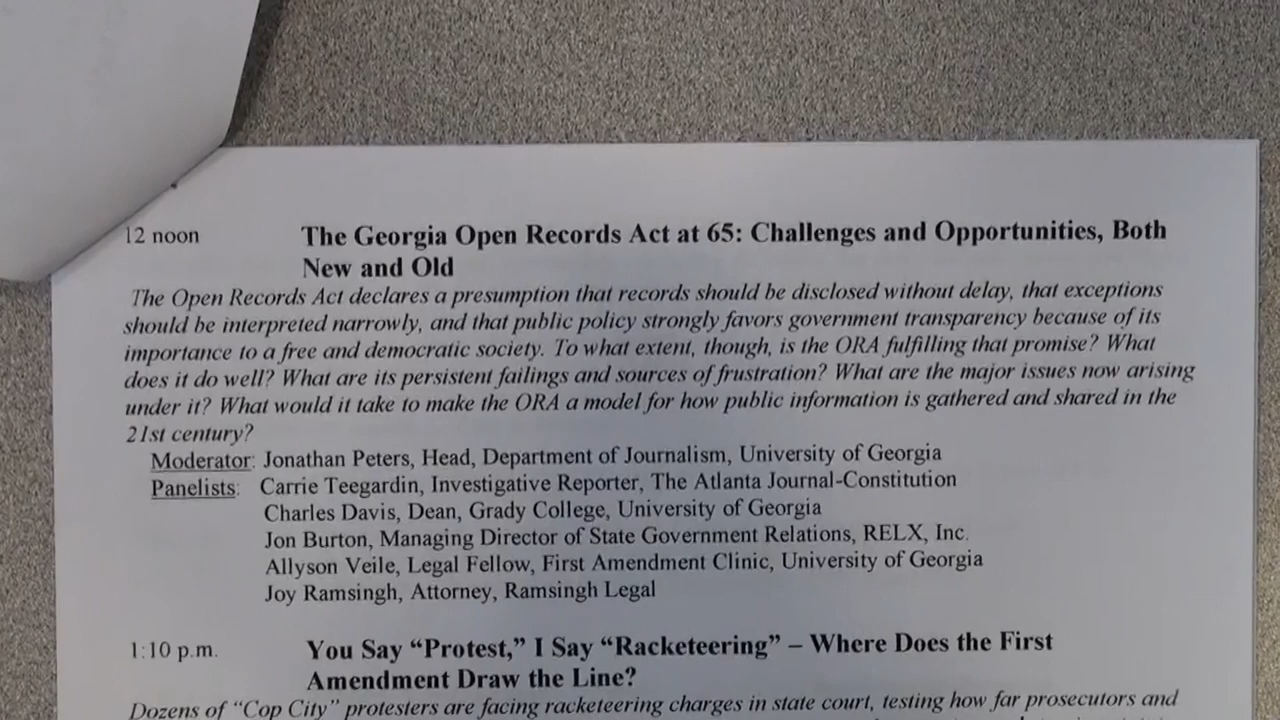 12 noon The Georgia Open Records Act at 65: Challenges and Opportunities, Both
New and Old
The Open Records Act declares a presumption that records should be disclosed without delay, that exceptions
should be interpreted narrowly, and that public policy strongly favors government transparency because of its
importance to a free and democratic society. To what extent, though, is the ORA fulfilling that promise? What
does it do well? What are its persistent failings and sources of frustration? What are the major issues now arising
under it? What would it take to make the ORA a model for how public information is gathered and shared in the
21st century?
Moderator: Jonathan Peters, Head, Department of Journalism, University of Georgia
Panelists: Carrie Teegardin, Investigative Reporter, The Atlanta Journal-Constitution
Charles Davis, Dean, Grady College, University of Georgia
Jon Burton, Managing Director of State Government Relations, RELX, Inc.
Allyson Veile, Legal Fellow, First Amendment Clinic, University of Georgia
Joy Ramsingh, Attorney, Ramsingh Legal
1:10 p.m. You Say “Protest,” I Say “Racketeering” – Where Does the First
Amendment Draw the Line?
Dozens of “Cop City” protesters are facing racketeering charges in state court, testing how far prosecutors and